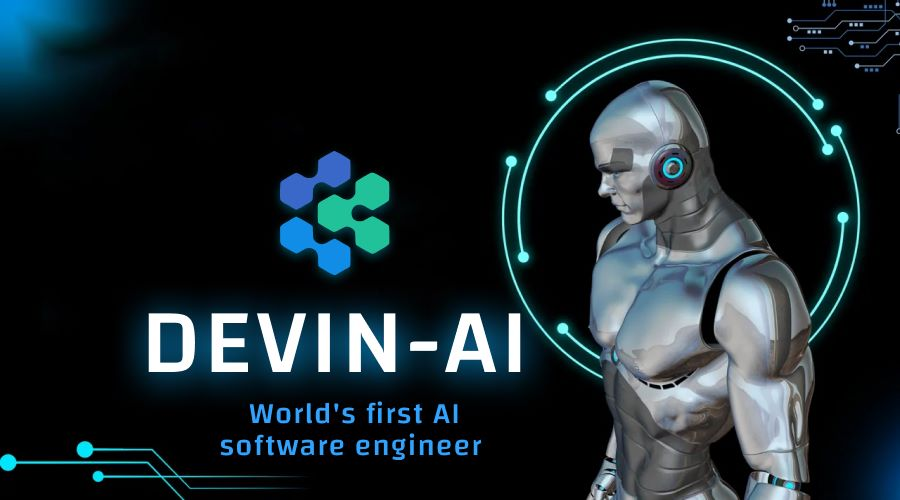 DEVIN-AI
World's first AI
software engineer